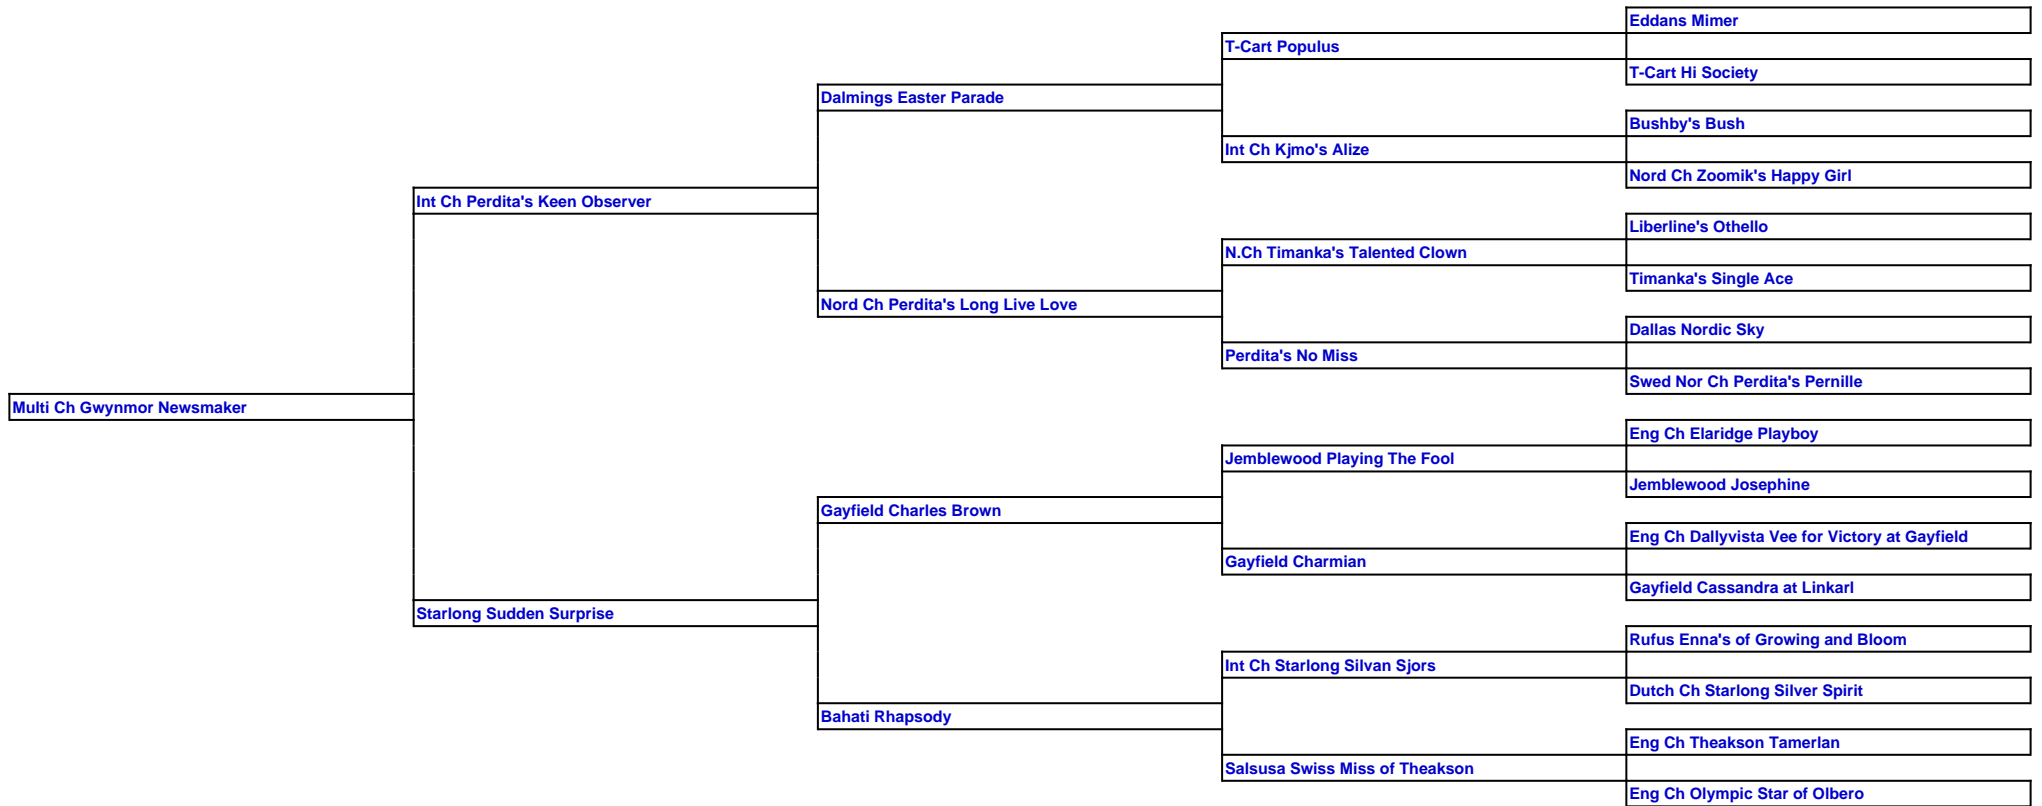 Eddans Mimer
T-Cart Populus
T-Cart Hi Society
Dalmings Easter Parade
Bushby's Bush
Int Ch Kjmo's Alize
Nord Ch Zoomik's Happy Girl
Int Ch Perdita's Keen Observer
Liberline's Othello
N.Ch Timanka's Talented Clown
Timanka's Single Ace
Nord Ch Perdita's Long Live Love
Dallas Nordic Sky
Perdita's No Miss
Swed Nor Ch Perdita's Pernille
Multi Ch Gwynmor Newsmaker
Eng Ch Elaridge Playboy
Jemblewood Playing The Fool
Jemblewood Josephine
Gayfield Charles Brown
Eng Ch Dallyvista Vee for Victory at Gayfield
Gayfield Charmian
Gayfield Cassandra at Linkarl
Starlong Sudden Surprise
Rufus Enna's of Growing and Bloom
Int Ch Starlong Silvan Sjors
Dutch Ch Starlong Silver Spirit
Bahati Rhapsody
Eng Ch Theakson Tamerlan
Salsusa Swiss Miss of Theakson
Eng Ch Olympic Star of Olbero